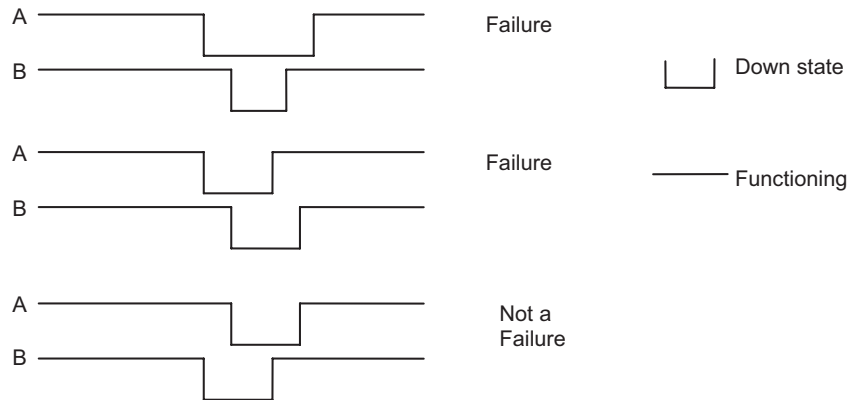 A
Failure
B
Down state
A
Failure
B
Functioning
A
Not a
Failure
B